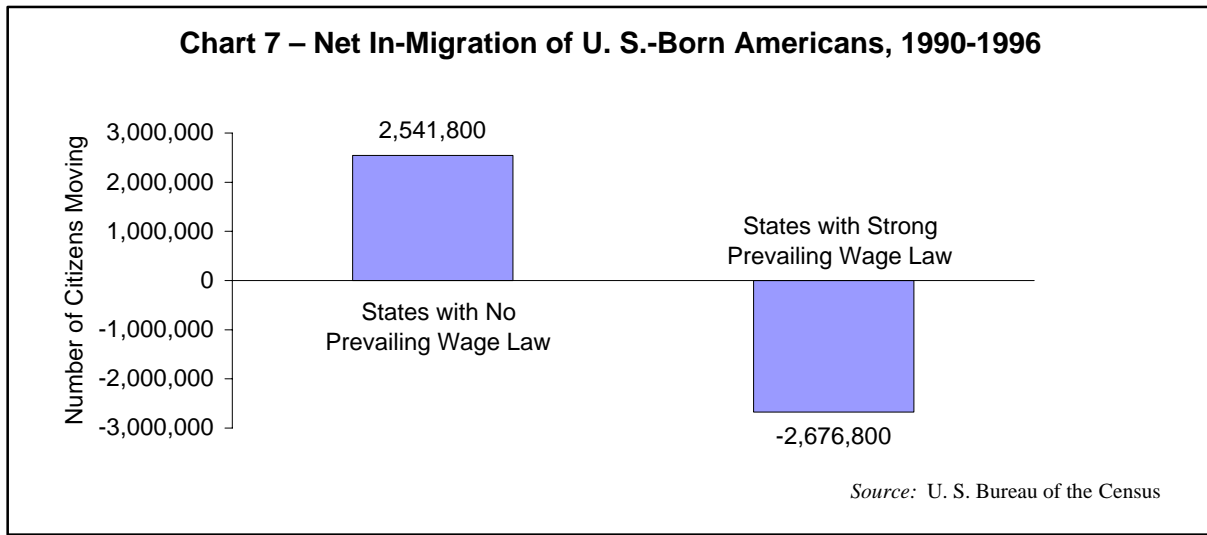 Chart 7 – Net In-Migration of U. S.-Born Americans, 1990-1996
Number of Citizens Moving
3,000,000
2,000,000
1,000,000
0
-1,000,000
-2,000,000
-3,000,000
2,541,800
States with No
Prevailing Wage Law
States with Strong
Prevailing Wage Law
-2,676,800
Source: U. S. Bureau of the Census